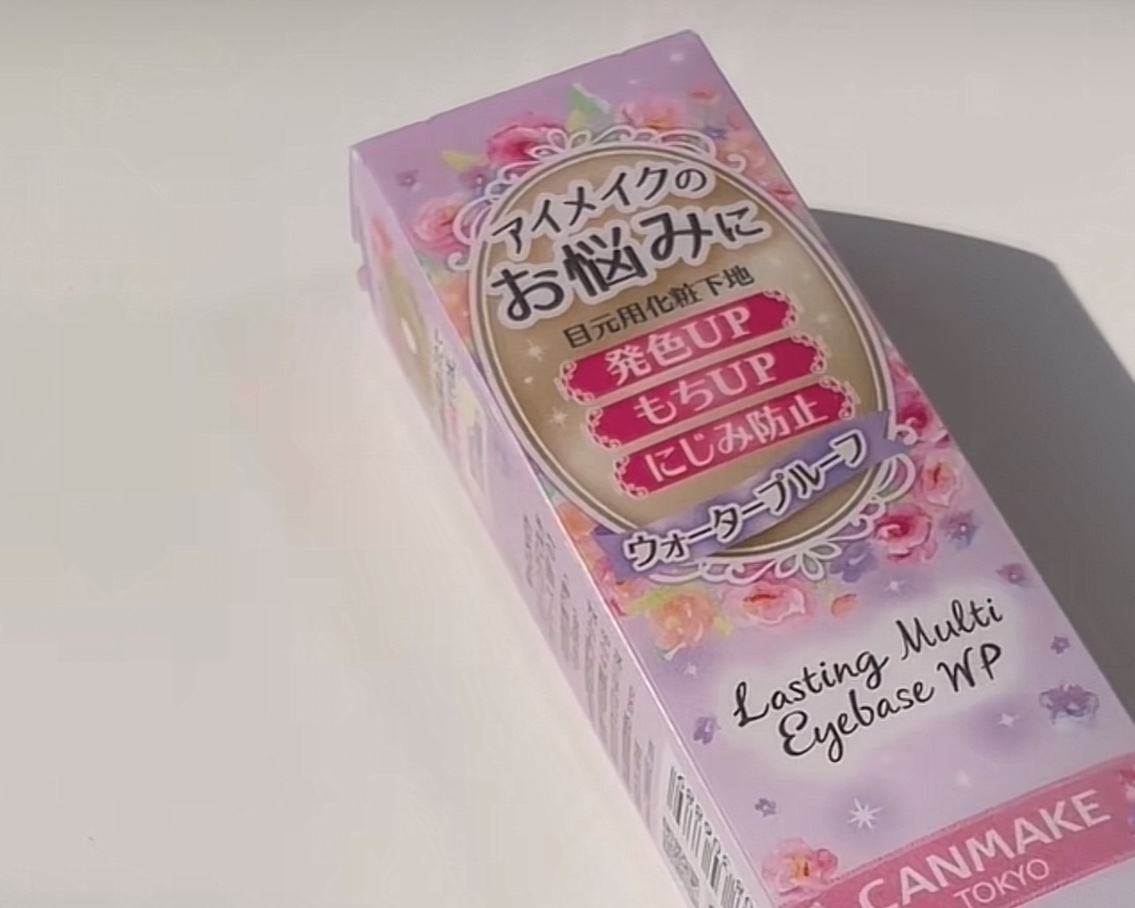 アイメイクの
お悩みに
目元用化粧下地
発色UP
もちUP
にじみ防止
ウォータープルーフ
Lasting Multi
Eyebase WP
CANMAKE
TOKYO